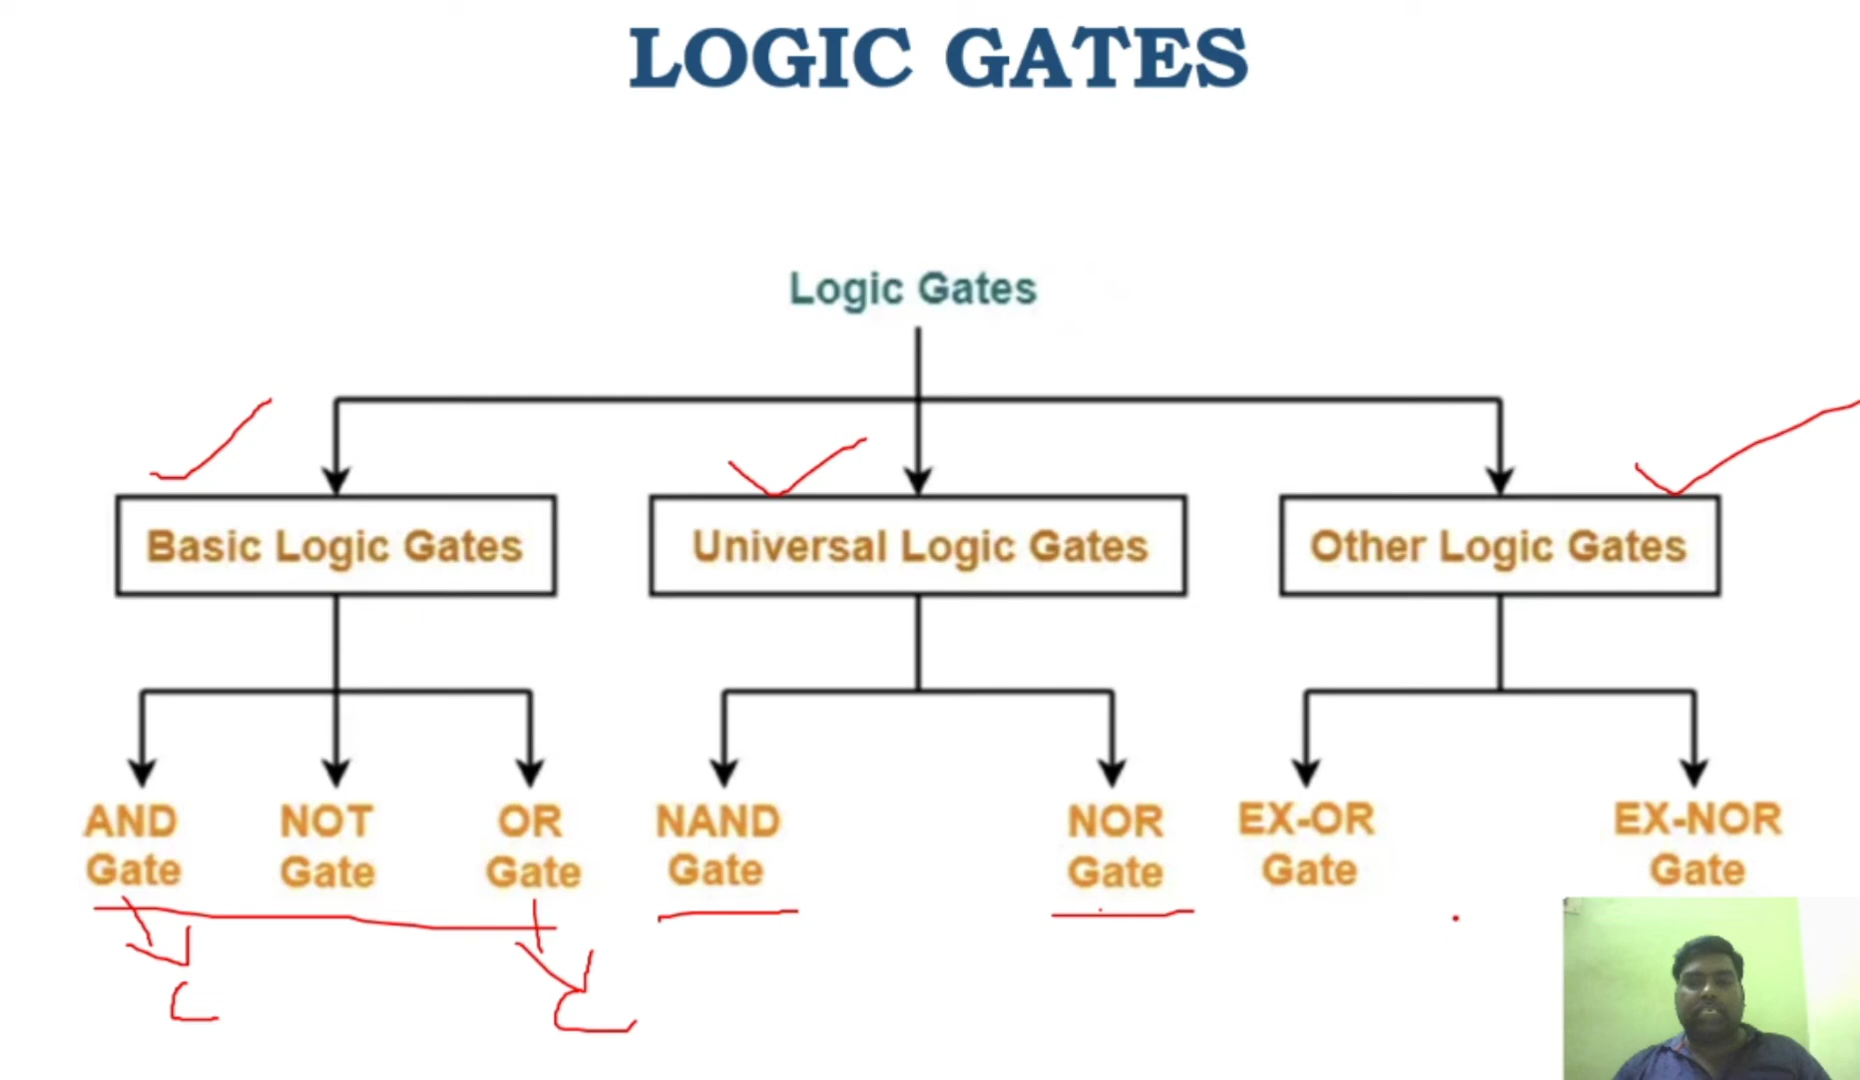 LOGIC GATES
Logic Gates
Basic Logic Gates
Universal Logic Gates
Other Logic Gates
AND
Gate
NOT
Gate
OR
Gate
NAND
Gate
NOR
Gate
EX-OR
Gate
EX-NOR
Gate